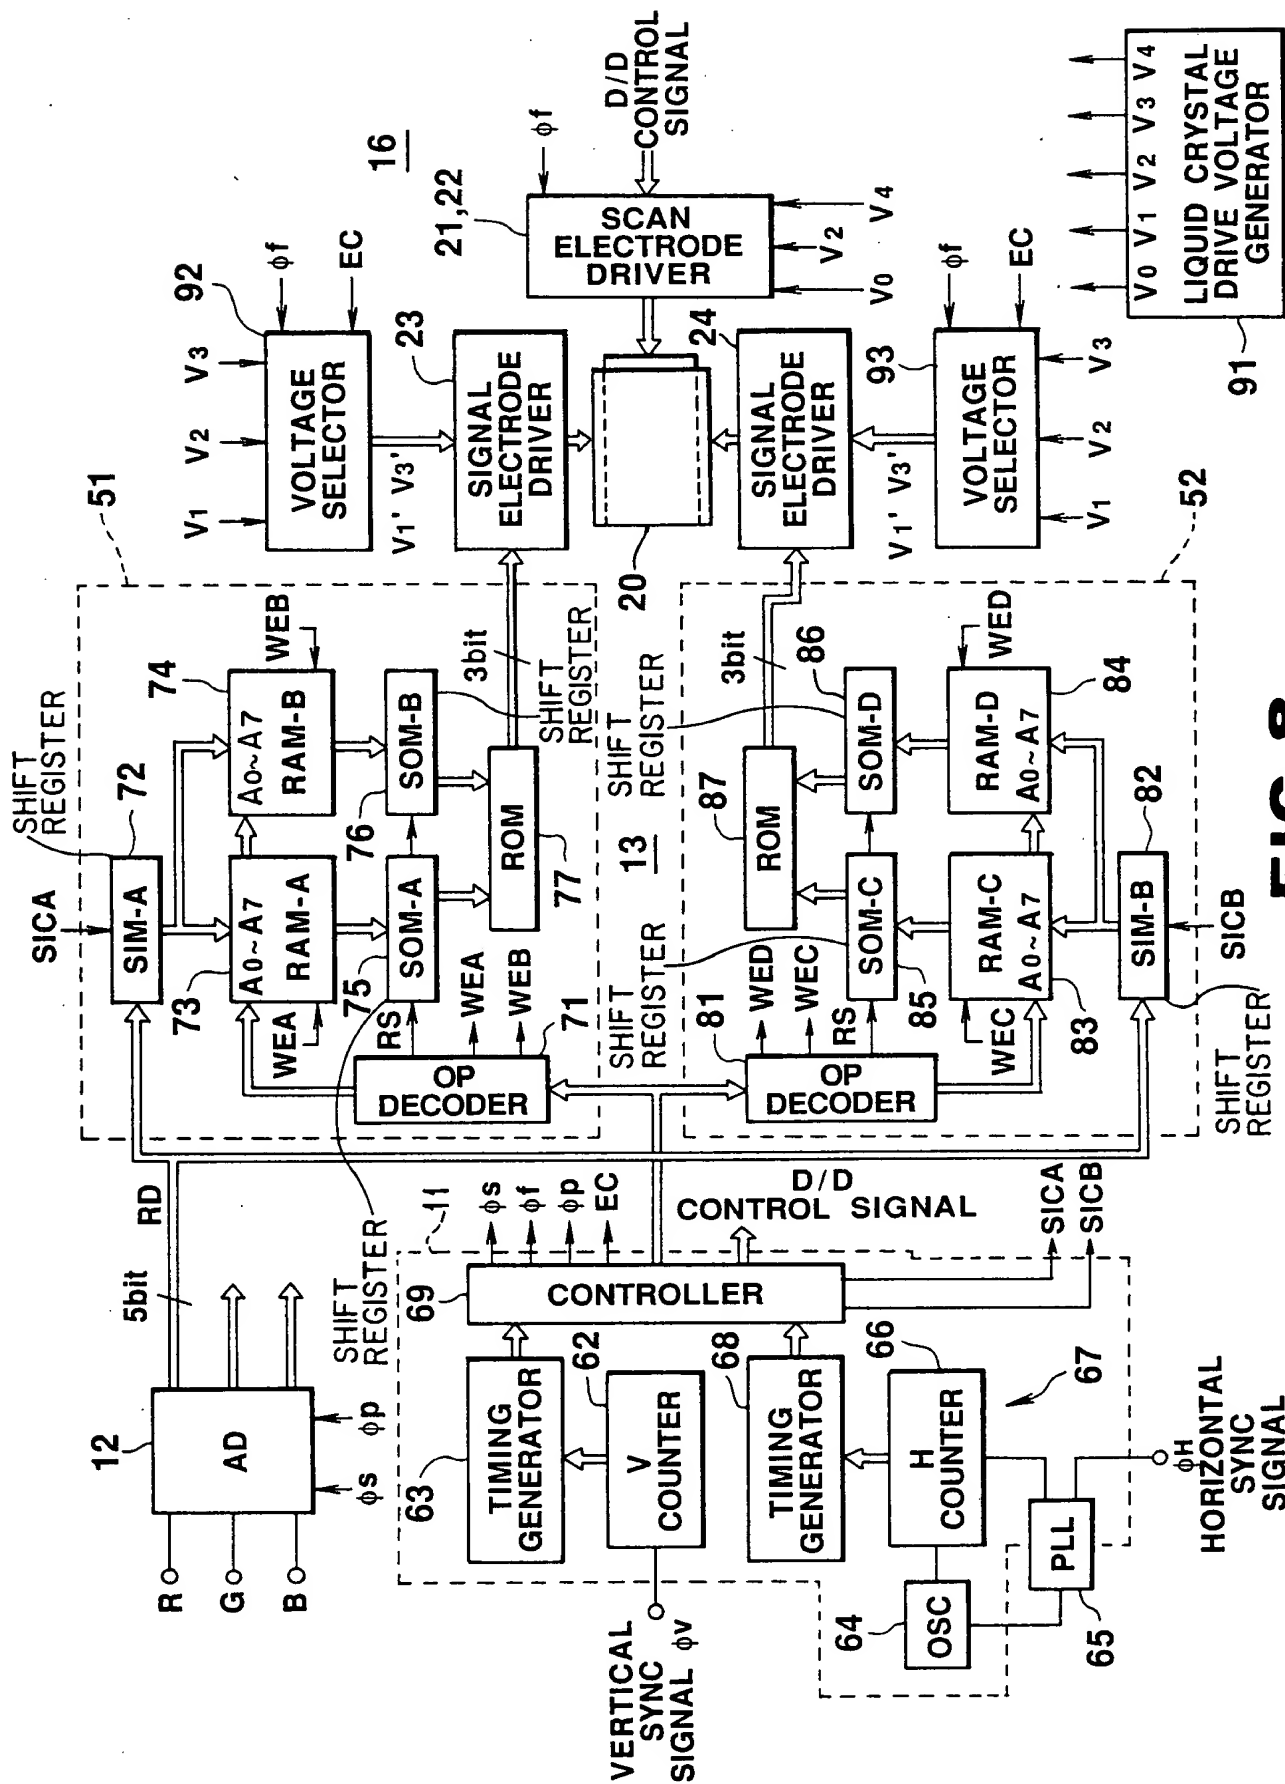 R
G
B
12
AD
φs
φp
5bit
RD
SHIFT
REGISTER
SICA
SHIFT
REGISTER
72
SIM-A
73
A0~A7
RAM-A
WEA
74
A0~A7
RAM-B
WEB
51
75
SOM-A
RS
76
SOM-B
SHIFT
REGISTER
WEA
WEB
71
OP
DECODER
ROM
77
3bit
V1
V2
V3
92
VOLTAGE
SELECTOR
φf
EC
V1' V3'
23
SIGNAL
ELECTRODE
DRIVER
16
21,22
SCAN
ELECTRODE
DRIVER
φf
D/D
CONTROL
SIGNAL
V0
V2
V4
20
13
24
SIGNAL
ELECTRODE
DRIVER
V1' V3'
93
VOLTAGE
SELECTOR
φf
EC
V1
V2
V3
V0 V1 V2 V3 V4
LIQUID CRYSTAL
DRIVE VOLTAGE
GENERATOR
91
11
φs
φf
φp
EC
D/D
CONTROL SIGNAL
69
CONTROLLER
SICA
SICB
63
TIMING
GENERATOR
62
V
COUNTER
68
TIMING
GENERATOR
66
H
COUNTER
67
64
OSC
65
PLL
VERTICAL
SYNC
SIGNAL φv
φH
HORIZONTAL
SYNC
SIGNAL
81
OP
DECODER
WED
WEC
RS
SHIFT
REGISTER
87
ROM
3bit
SHIFT
REGISTER
86
SOM-C
85
SOM-D
WEC
RAM-C
A0~A7
83
WED
RAM-D
A0~A7
84
52
SIM-B
82
SICB
SHIFT
REGISTER